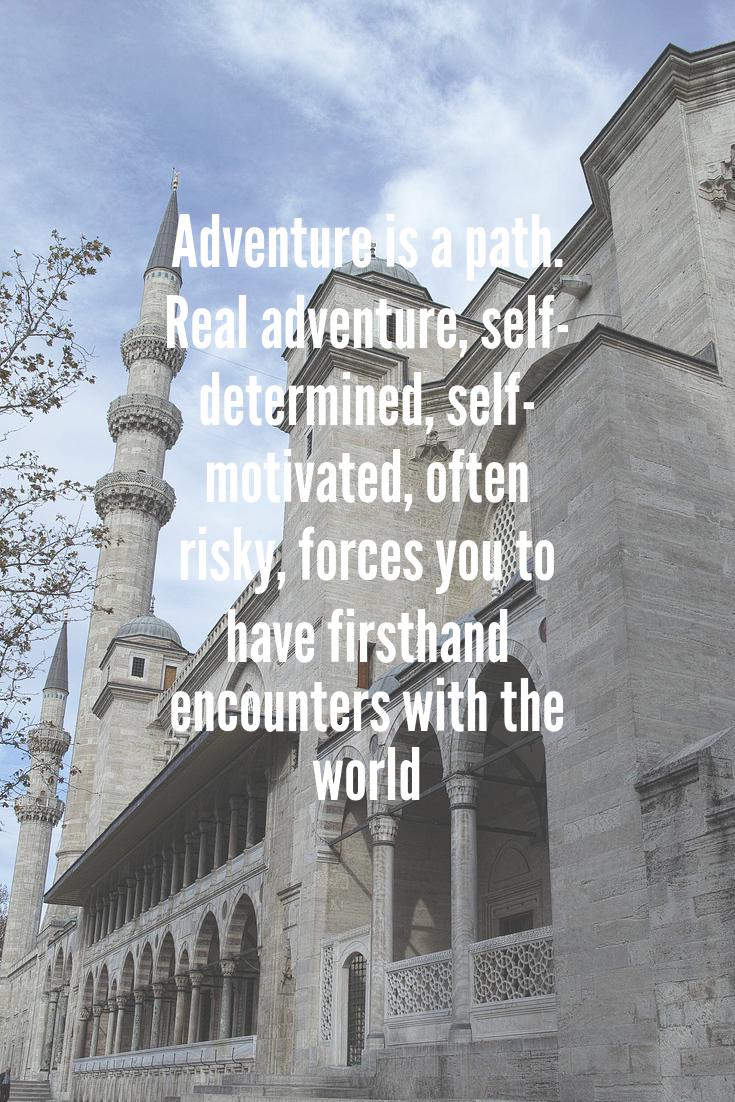 Adventure is a path.
Real adventure, self-
determined, self-
motivated, often
risky, forces you to
have firsthand
encounters with the
world